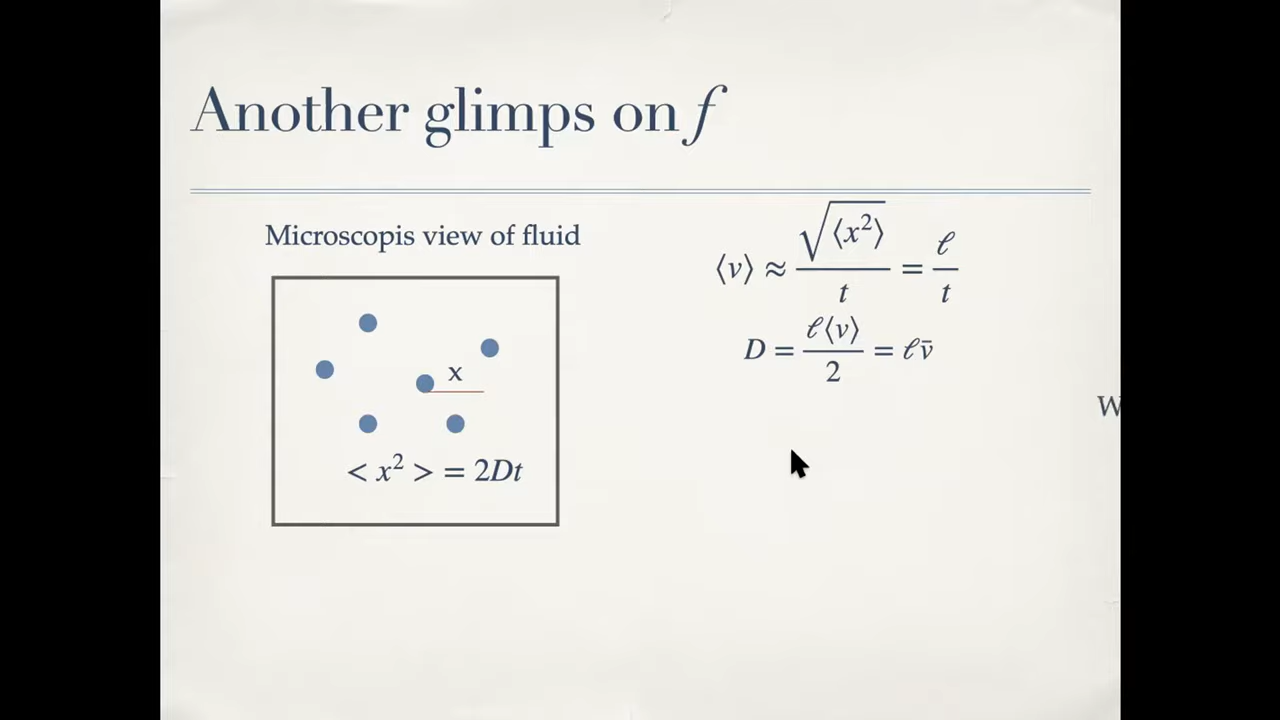 Another glimps on f
Microscopis view of fluid
x
< x² > = 2Dt
⟨v⟩ ≈ √⟨x²⟩ / t = ℓ / t
D = ℓ⟨v⟩ / 2 = ℓv̄
W